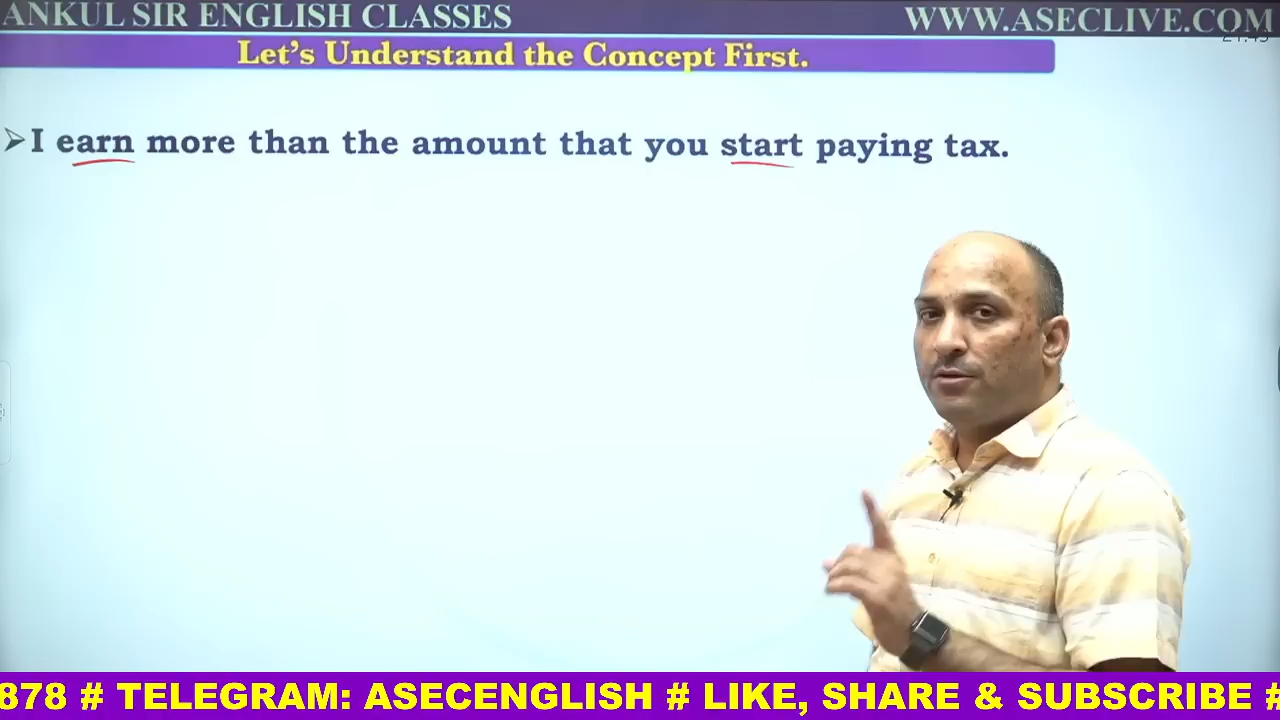 ANKUL SIR ENGLISH CLASSES
WWW.ASECLIVE.COM
Let's Understand the Concept First.
➢I earn more than the amount that you start paying tax.
878 # TELEGRAM: ASECENGLISH # LIKE, SHARE & SUBSCRIBE #